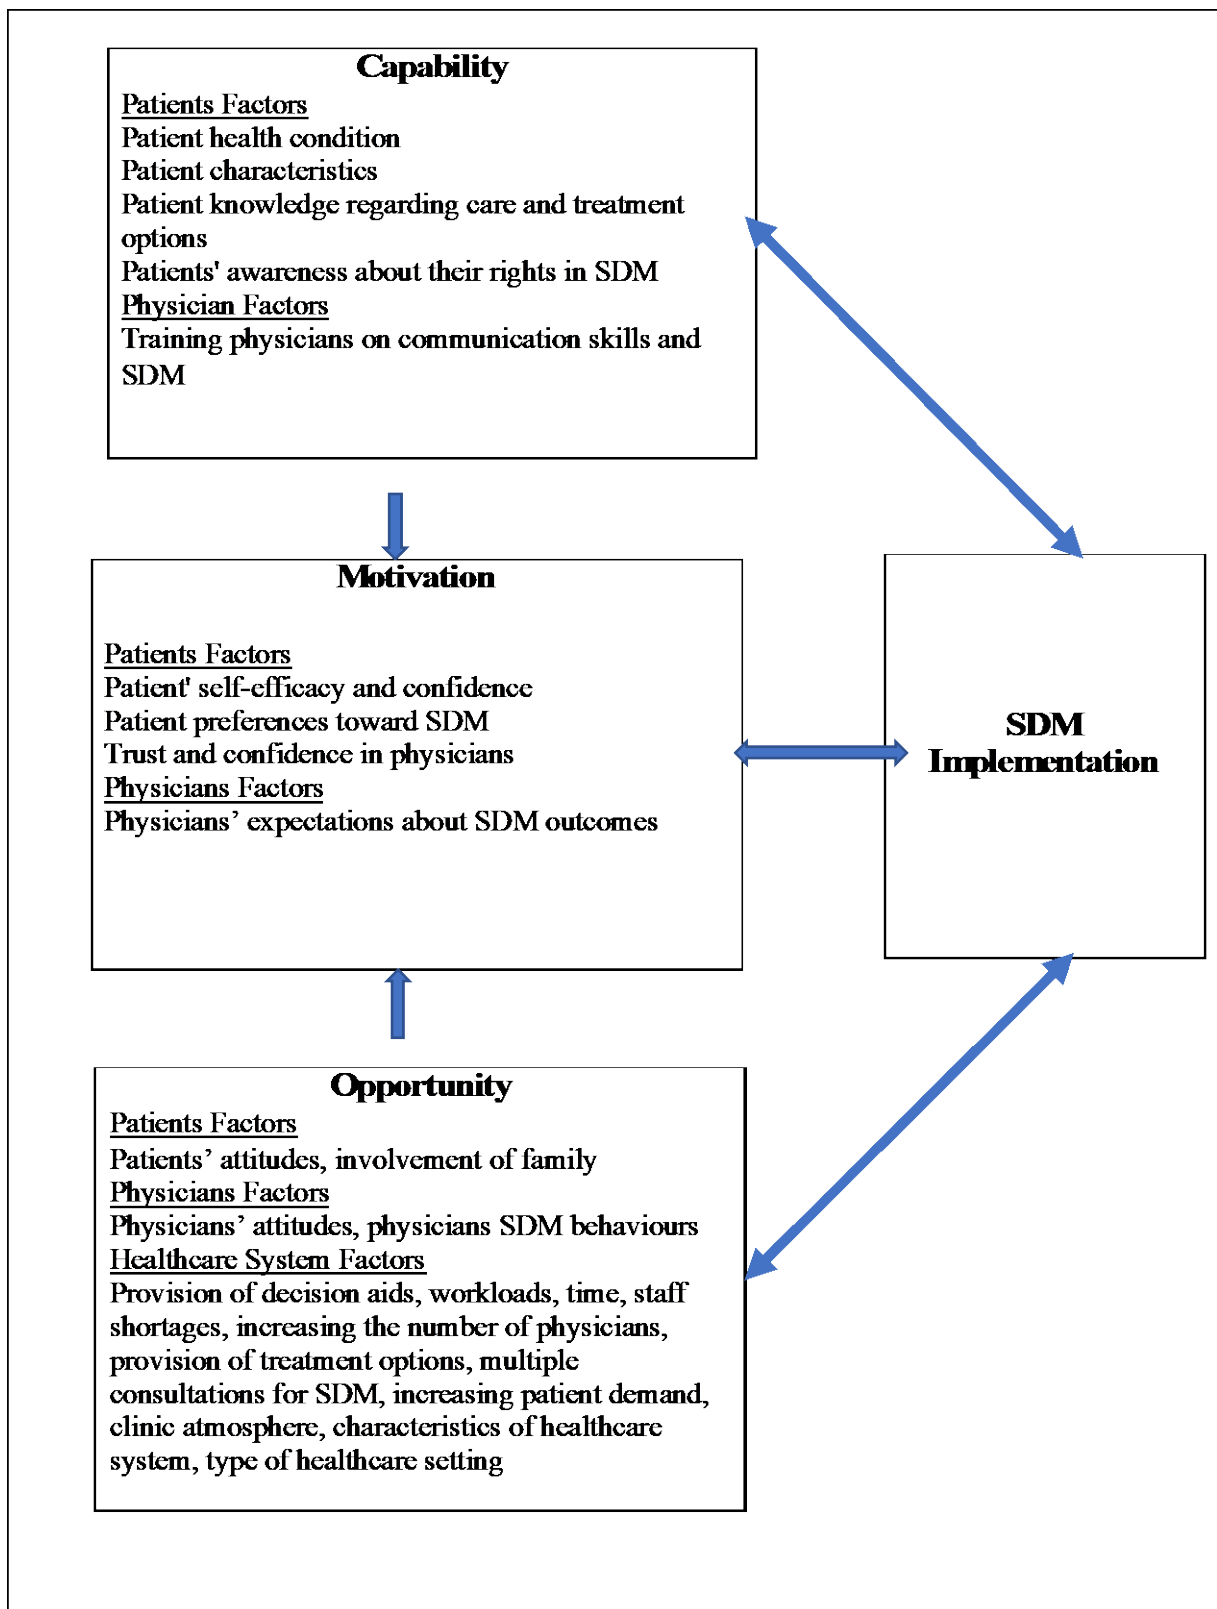 Capability
Patients Factors
Patient health condition
Patient characteristics
Patient knowledge regarding care and treatment
options
Patients' awareness about their rights in SDM
Physician Factors
Training physicians on communication skills and
SDM
Motivation
Patients Factors
Patient' self-efficacy and confidence
Patient preferences toward SDM
Trust and confidence in physicians
Physicians Factors
Physicians’ expectations about SDM outcomes
SDM
Implementation
Opportunity
Patients Factors
Patients’ attitudes, involvement of family
Physicians Factors
Physicians’ attitudes, physicians SDM behaviours
Healthcare System Factors
Provision of decision aids, workloads, time, staff
shortages, increasing the number of physicians,
provision of treatment options, multiple
consultations for SDM, increasing patient demand,
clinic atmosphere, characteristics of healthcare
system, type of healthcare setting